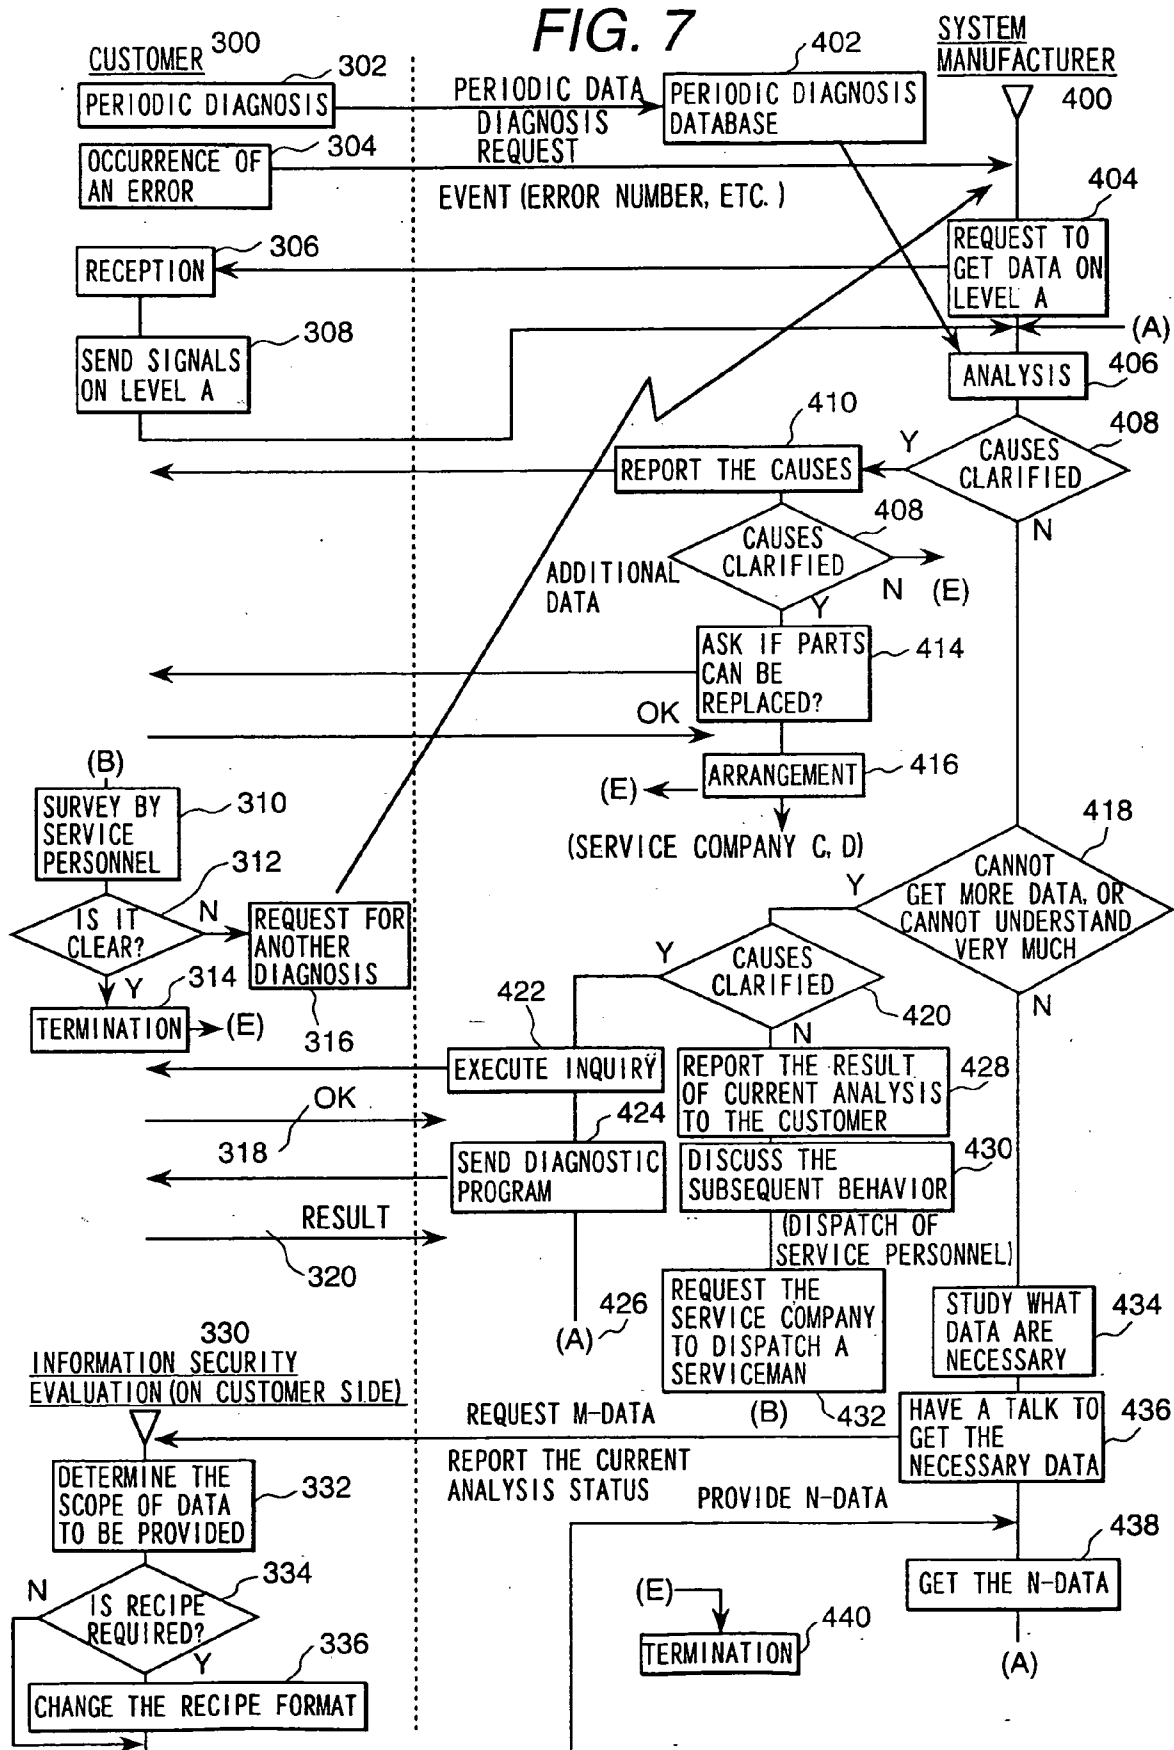 FIG. 7
CUSTOMER 300
SYSTEM
MANUFACTURER
400
302
PERIODIC DIAGNOSIS
PERIODIC DATA
DIAGNOSIS
REQUEST
402
PERIODIC DIAGNOSIS
DATABASE
304
OCCURRENCE OF
AN ERROR
EVENT (ERROR NUMBER, ETC.)
404
REQUEST TO
GET DATA ON
LEVEL A
306
RECEPTION
308
SEND SIGNALS
ON LEVEL A
(A)
ANALYSIS
406
408
CAUSES
CLARIFIED
Y
N
410
REPORT THE CAUSES
408
CAUSES
CLARIFIED
N (E)
Y
ADDITIONAL
DATA
ASK IF PARTS
CAN BE
REPLACED?
414
OK
ARRANGEMENT
416
(E)
(SERVICE COMPANY C, D)
(B)
SURVEY BY
SERVICE
PERSONNEL
310
312
IS IT
CLEAR?
N
Y
REQUEST FOR
ANOTHER
DIAGNOSIS
316
314
TERMINATION
(E)
418
CANNOT
GET MORE DATA, OR
CANNOT UNDERSTAND
VERY MUCH
Y
N
CAUSES
CLARIFIED
420
Y
N
422
EXECUTE INQUIRY
OK
318
424
SEND DIAGNOSTIC
PROGRAM
RESULT
320
(A)
426
REPORT THE RESULT
OF CURRENT ANALYSIS
TO THE CUSTOMER
428
DISCUSS THE
SUBSEQUENT BEHAVIOR
430
(DISPATCH OF
SERVICE PERSONNEL)
REQUEST THE
SERVICE COMPANY
TO DISPATCH A
SERVICEMAN
432
(B)
STUDY WHAT
DATA ARE
NECESSARY
434
HAVE A TALK TO
GET THE
NECESSARY DATA
436
330
INFORMATION SECURITY
EVALUATION (ON CUSTOMER SIDE)
REQUEST M-DATA
REPORT THE CURRENT
ANALYSIS STATUS
DETERMINE THE
SCOPE OF DATA
TO BE PROVIDED
332
PROVIDE N-DATA
438
GET THE N-DATA
(A)
334
IS RECIPE
REQUIRED?
N
Y
336
CHANGE THE RECIPE FORMAT
(E)
440
TERMINATION